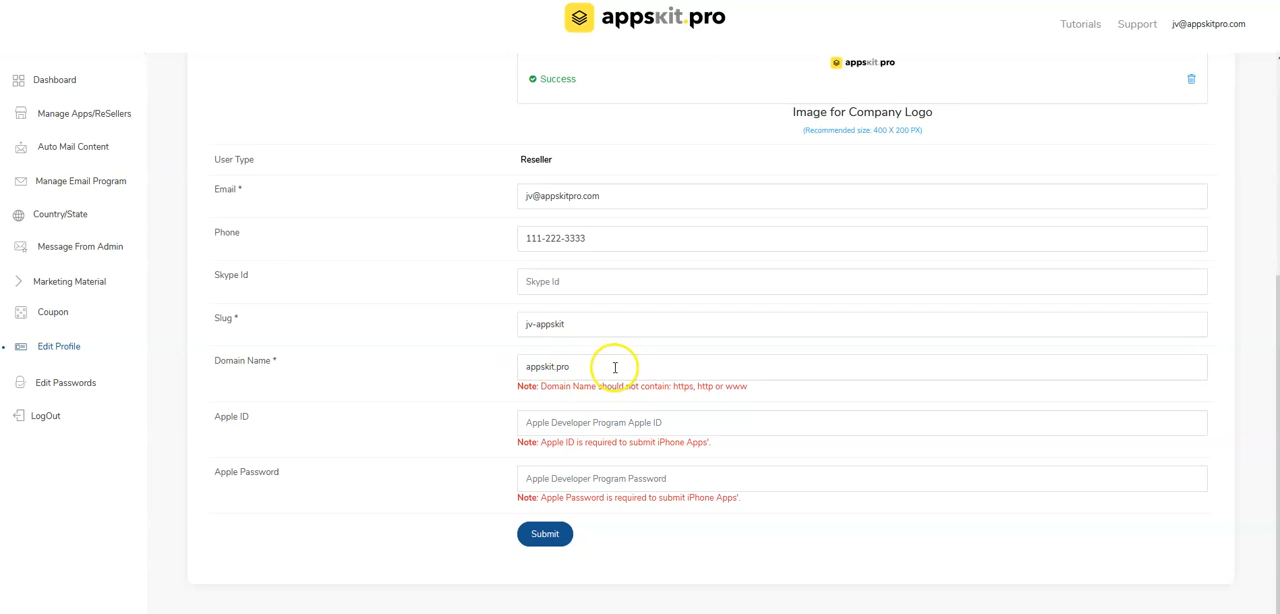 appskit.pro
Tutorials
Support
jv@appskitpro.com
Dashboard
Manage Apps/ReSellers
Auto Mail Content
Manage Email Program
Country/State
Message From Admin
Marketing Material
Coupon
Edit Profile
Edit Passwords
LogOut
appskit.pro
Success
Image for Company Logo
(Recommended size: 400 X 200 PX)
User Type
Reseller
Email *
jv@appskitpro.com
Phone
111-222-3333
Skype Id
Skype Id
Slug *
jv-appskit
Domain Name *
appskit.pro
Note: Domain Name should not contain: https, http or www
Apple ID
Apple Developer Program Apple ID
Note: Apple ID is required to submit iPhone Apps'.
Apple Password
Apple Developer Program Password
Note: Apple Password is required to submit iPhone Apps'.
Submit